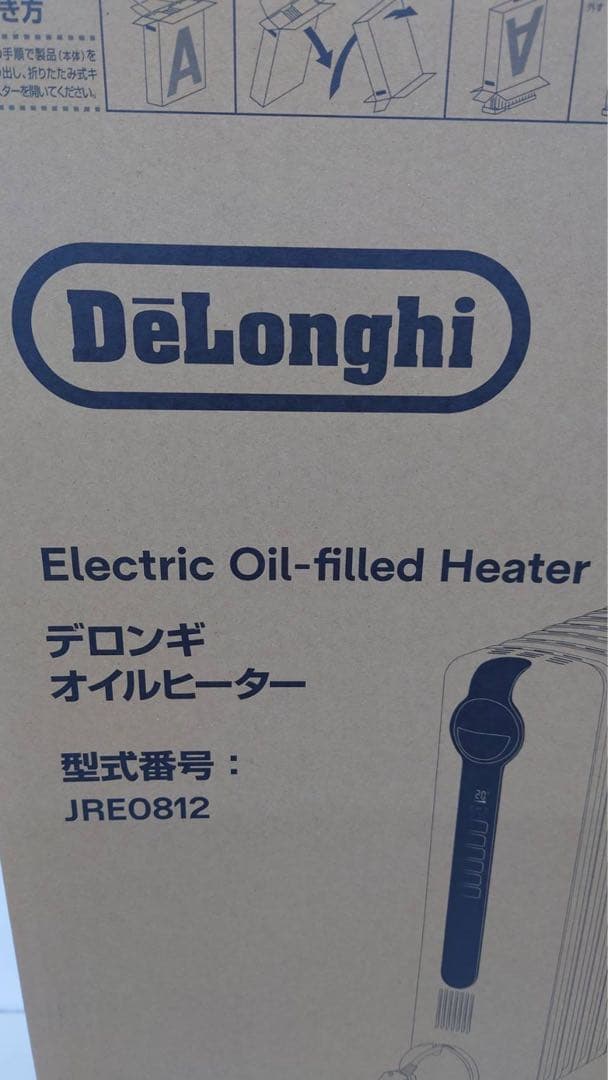 き方
手順で製品(本体)を
出し、折りたたみ式キ
ターを開いてください。
A
A
DēLonghi
Electric Oil-filled Heater
デロンギ
オイルヒーター
型式番号：
JRE0812
20